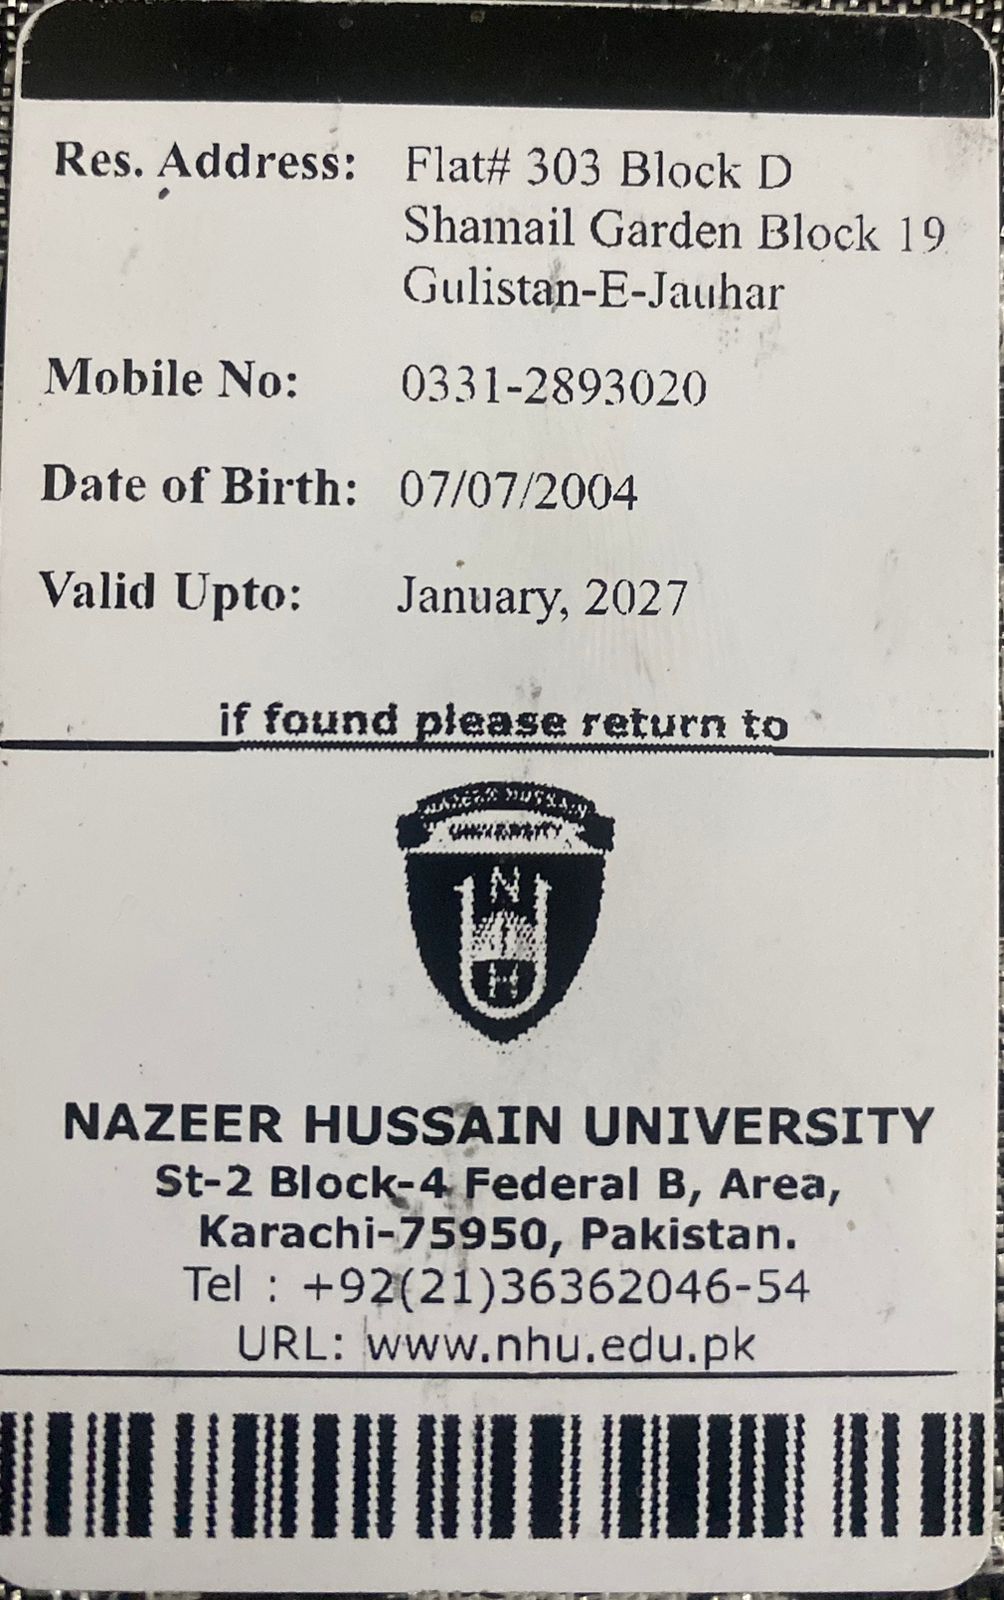 Res. Address: Flat# 303 Block D
Shamail Garden Block 19
Gulistan-E-Jauhar
Mobile No: 0331-2893020
Date of Birth: 07/07/2004
Valid Upto: January, 2027
if found please return to
NAZEER HUSSAIN
UNIVERSITY
N
H
NAZEER HUSSAIN UNIVERSITY
St-2 Block-4 Federal B, Area,
Karachi-75950, Pakistan.
Tel : +92(21)36362046-54
URL: www.nhu.edu.pk